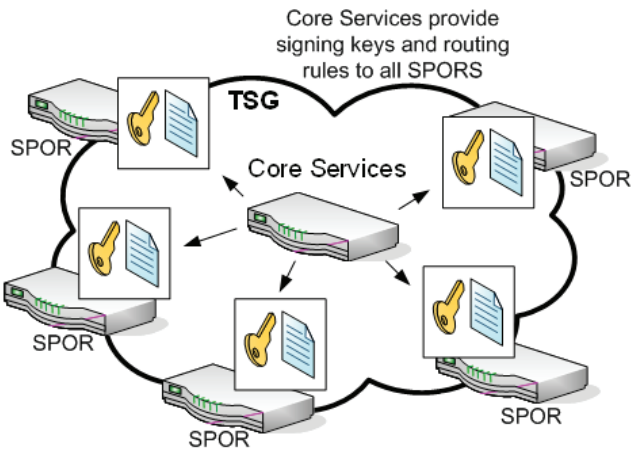 Core Services provide
signing keys and routing
rules to all SPORS
TSG
SPOR
Core Services
SPOR
SPOR
SPOR
SPOR